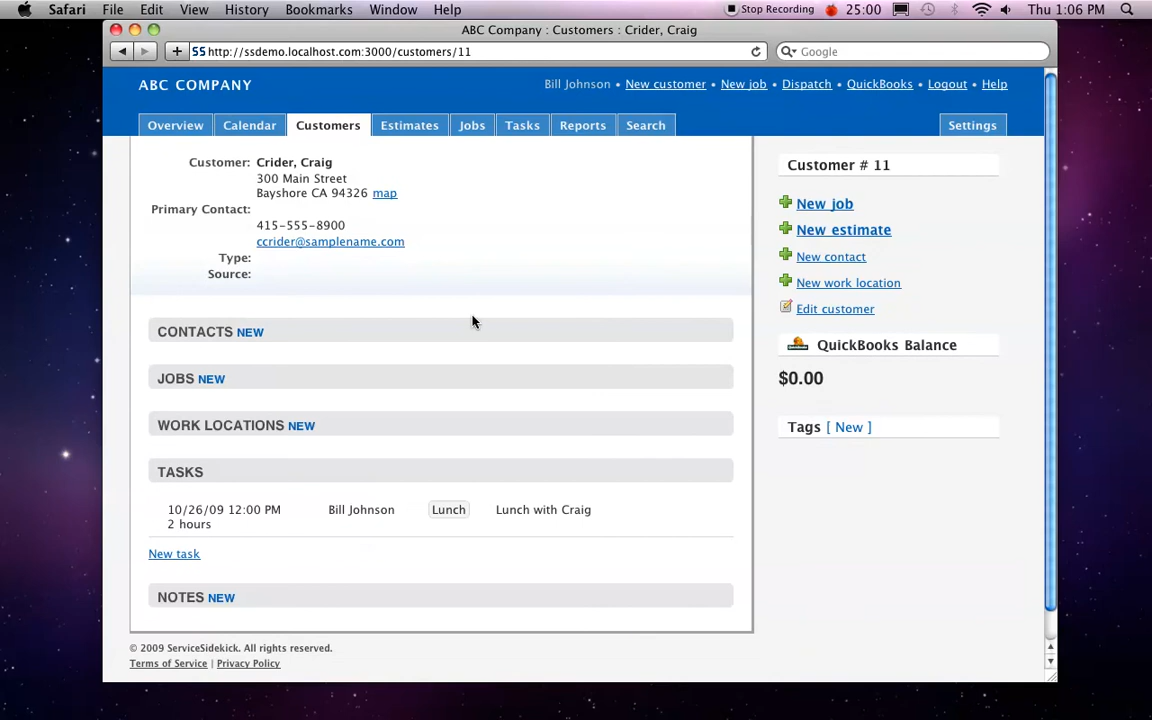 Safari File Edit View History Bookmarks Window Help Stop Recording 25:00 Thu 1:06 PM
ABC Company : Customers : Crider, Craig
SS http://ssdemo.localhost.com:3000/customers/11 Google
ABC COMPANY Bill Johnson • New customer • New job • Dispatch • QuickBooks • Logout • Help
Overview Calendar Customers Estimates Jobs Tasks Reports Search Settings
Customer: Crider, Craig
300 Main Street
Bayshore CA 94326 map
Primary Contact:
415-555-8900
ccrider@samplename.com
Type:
Source:
CONTACTS NEW
JOBS NEW
WORK LOCATIONS NEW
TASKS
10/26/09 12:00 PM Bill Johnson Lunch Lunch with Craig
2 hours
New task
NOTES NEW
Customer # 11
New job
New estimate
New contact
New work location
Edit customer
QuickBooks Balance
$0.00
Tags [ New ]
© 2009 ServiceSidekick. All rights reserved.
Terms of Service | Privacy Policy